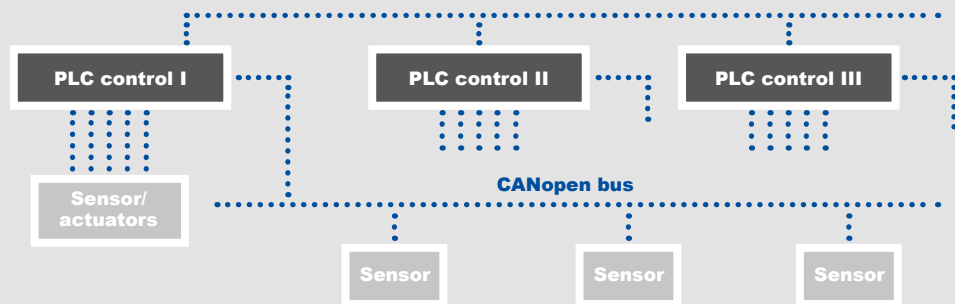 PLC control I
PLC control II
PLC control III
CANopen bus
Sensor/
actuators
Sensor
Sensor
Sensor